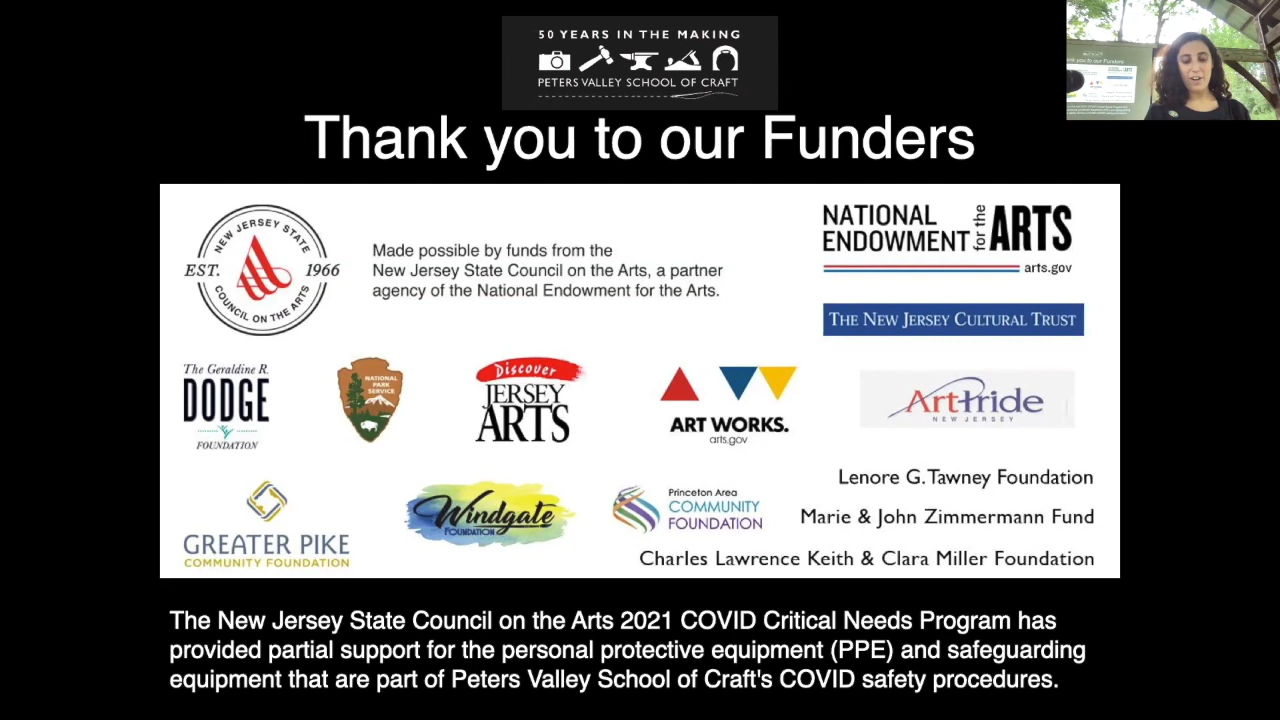 50 YEARS IN THE MAKING
PETERS VALLEY SCHOOL OF CRAFT
Thank you to our Funders
NEW JERSEY STATE
EST. 1966
COUNCIL ON THE ARTS
Made possible by funds from the
New Jersey State Council on the Arts, a partner
agency of the National Endowment for the Arts.
NATIONAL
ENDOWMENT for the ARTS
arts.gov
THE NEW JERSEY CULTURAL TRUST
The Geraldine R.
DODGE
FOUNDATION
NATIONAL
PARK
SERVICE
Discover
JERSEY
ARTS
ART WORKS.
arts.gov
ArtPride
NEW JERSEY
GREATER PIKE
COMMUNITY FOUNDATION
Windgate
FOUNDATION
Princeton Area
COMMUNITY
FOUNDATION
Lenore G. Tawney Foundation
Marie & John Zimmermann Fund
Charles Lawrence Keith & Clara Miller Foundation
The New Jersey State Council on the Arts 2021 COVID Critical Needs Program has
provided partial support for the personal protective equipment (PPE) and safeguarding
equipment that are part of Peters Valley School of Craft's COVID safety procedures.